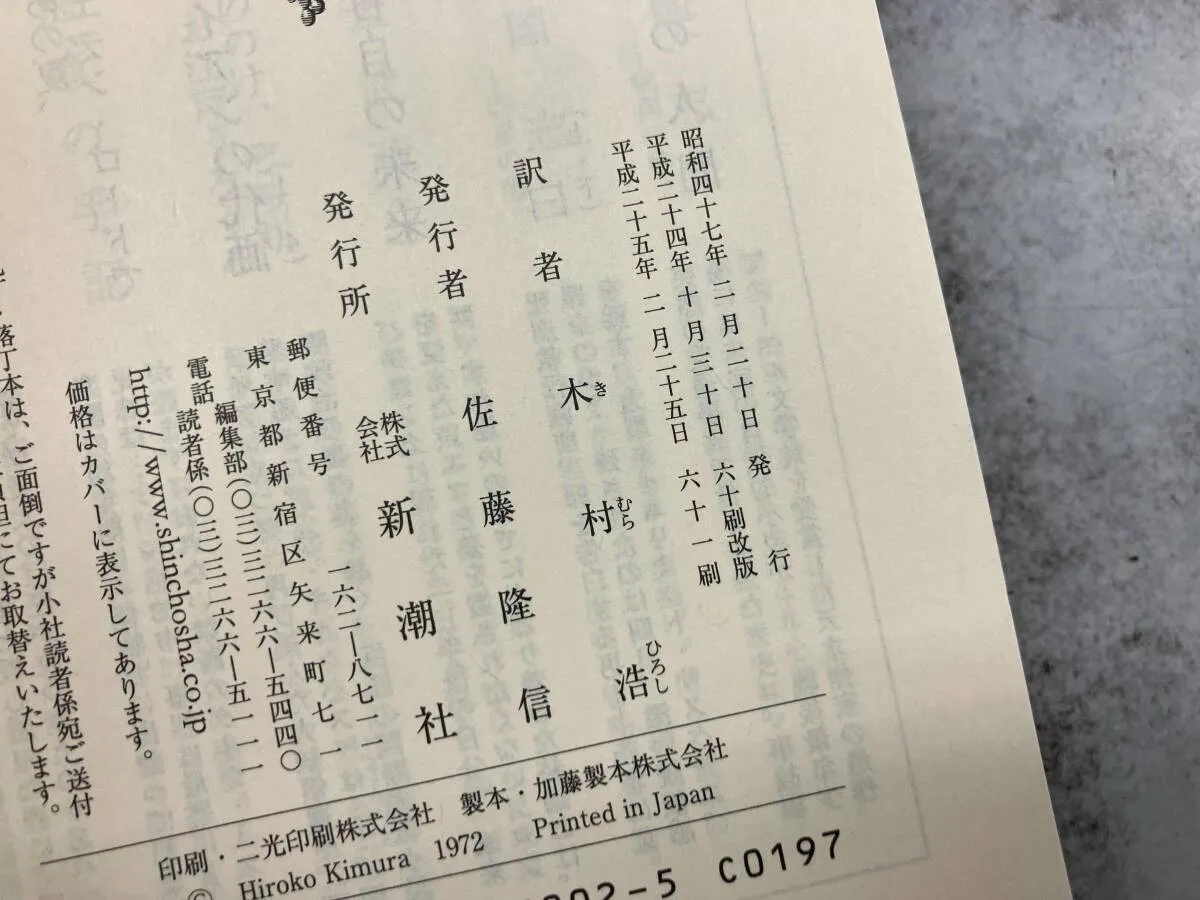 昭和四十七年二月二十日発行
平成二十四年十月三十日六十刷改版
平成二十五年二月二十五日六十一刷
訳者 木村浩
き むら ひろし
発行者 佐藤隆信
発行所 株式会社 新潮社
郵便番号 一六二―八七一一
東京都新宿区矢来町七一
電話 編集部(〇三)三二六六―五四四〇
読者係(〇三)三二六六―五一一一
http://www.shinchosha.co.jp
価格はカバーに表示してあります。
落丁本は、ご面倒ですが小社読者係宛ご送付
負担にてお取替えいたします。
印刷・二光印刷株式会社 製本・加藤製本株式会社
© Hiroko Kimura 1972 Printed in Japan
02-5 C0197